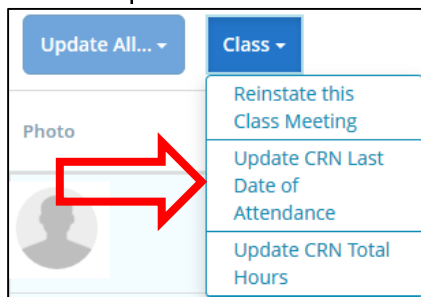 Update All...
Class
Photo
Reinstate this
Class Meeting
Update CRN Last
Date of
Attendance
Update CRN Total
Hours